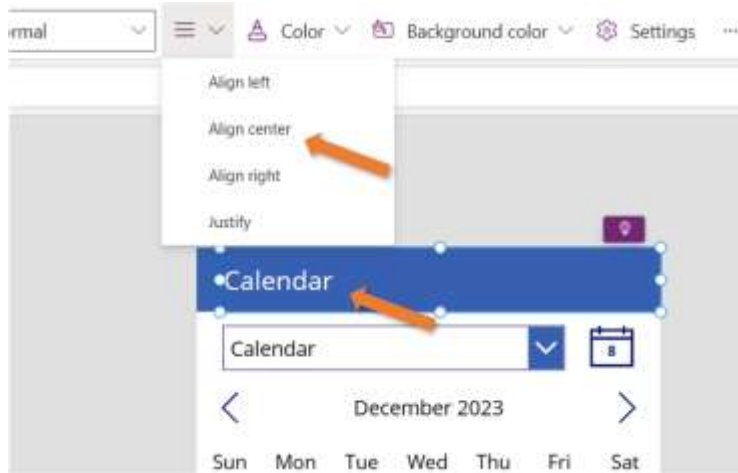 Color Background color Settings ...
Align left
Align center
Align right
Justify
Calendar
Calendar
8
December 2023
Sun Mon Tue Wed Thu Fri Sat